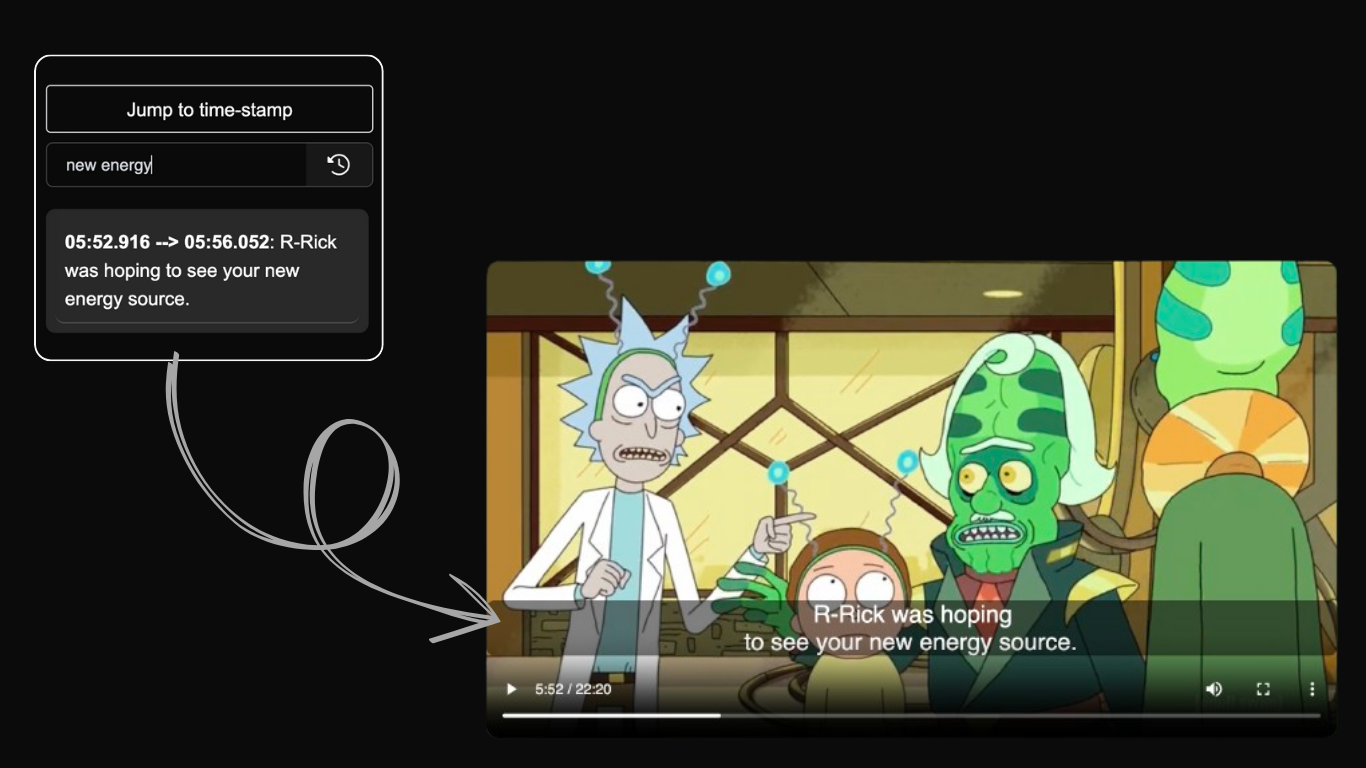 Jump to time-stamp
new energy
05:52.916 --> 05:56.052: R-Rick
was hoping to see your new
energy source.
R-Rick was hoping
to see your new energy source.
5:52 / 22:20